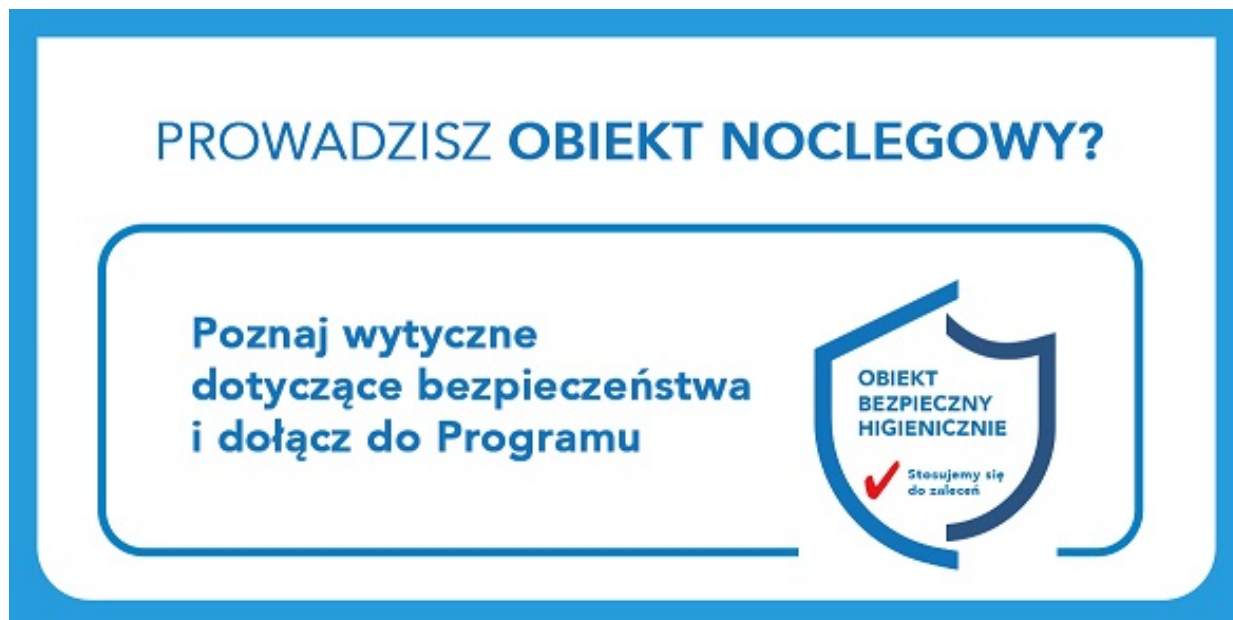 PROWADZISZ OBIEKT NOCLEGOWY?
Poznaj wytyczne
dotyczące bezpieczeństwa
i dołącz do Programu
OBIEKT
BEZPIECZNY
HIGIENICZNIE
Stosujemy się
do zaleceń